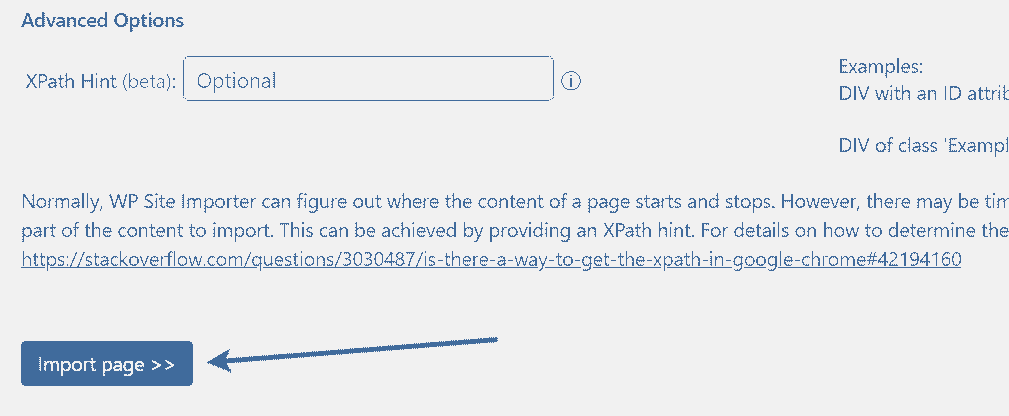 Advanced Options
XPath Hint (beta): Optional
Examples:
DIV with an ID
DIV of class
Normally, WP Site Importer can figure out where the content of a page starts and stops. However, there may be
part of the content to import. This can be achieved by providing an XPath hint. For details on how to determine the
https://stackoverflow.com/questions/3030487/is-there-a-way-to-get-the-xpath-in-google-chrome#42194160
Import page >>